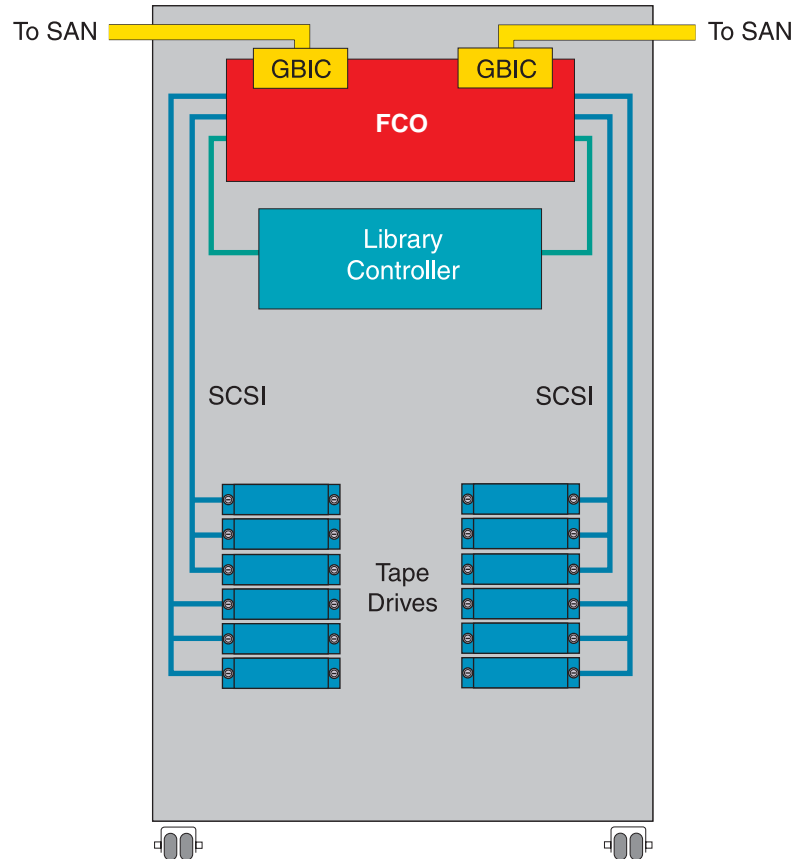 To SAN
To SAN
GBIC
GBIC
FCO
Library
Controller
SCSI
SCSI
Tape
Drives